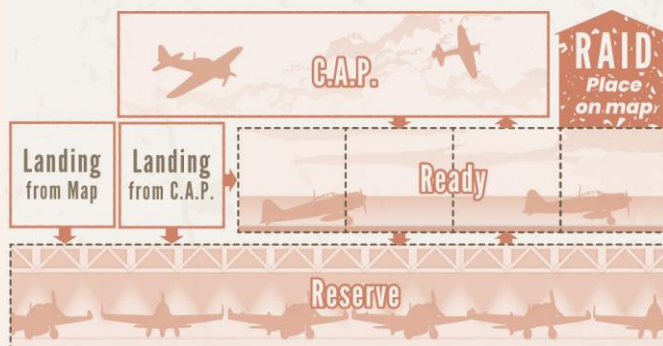 C.A.P.
RAID
Place
on map
Landing
from Map
Landing
from C.A.P.
Ready
Reserve